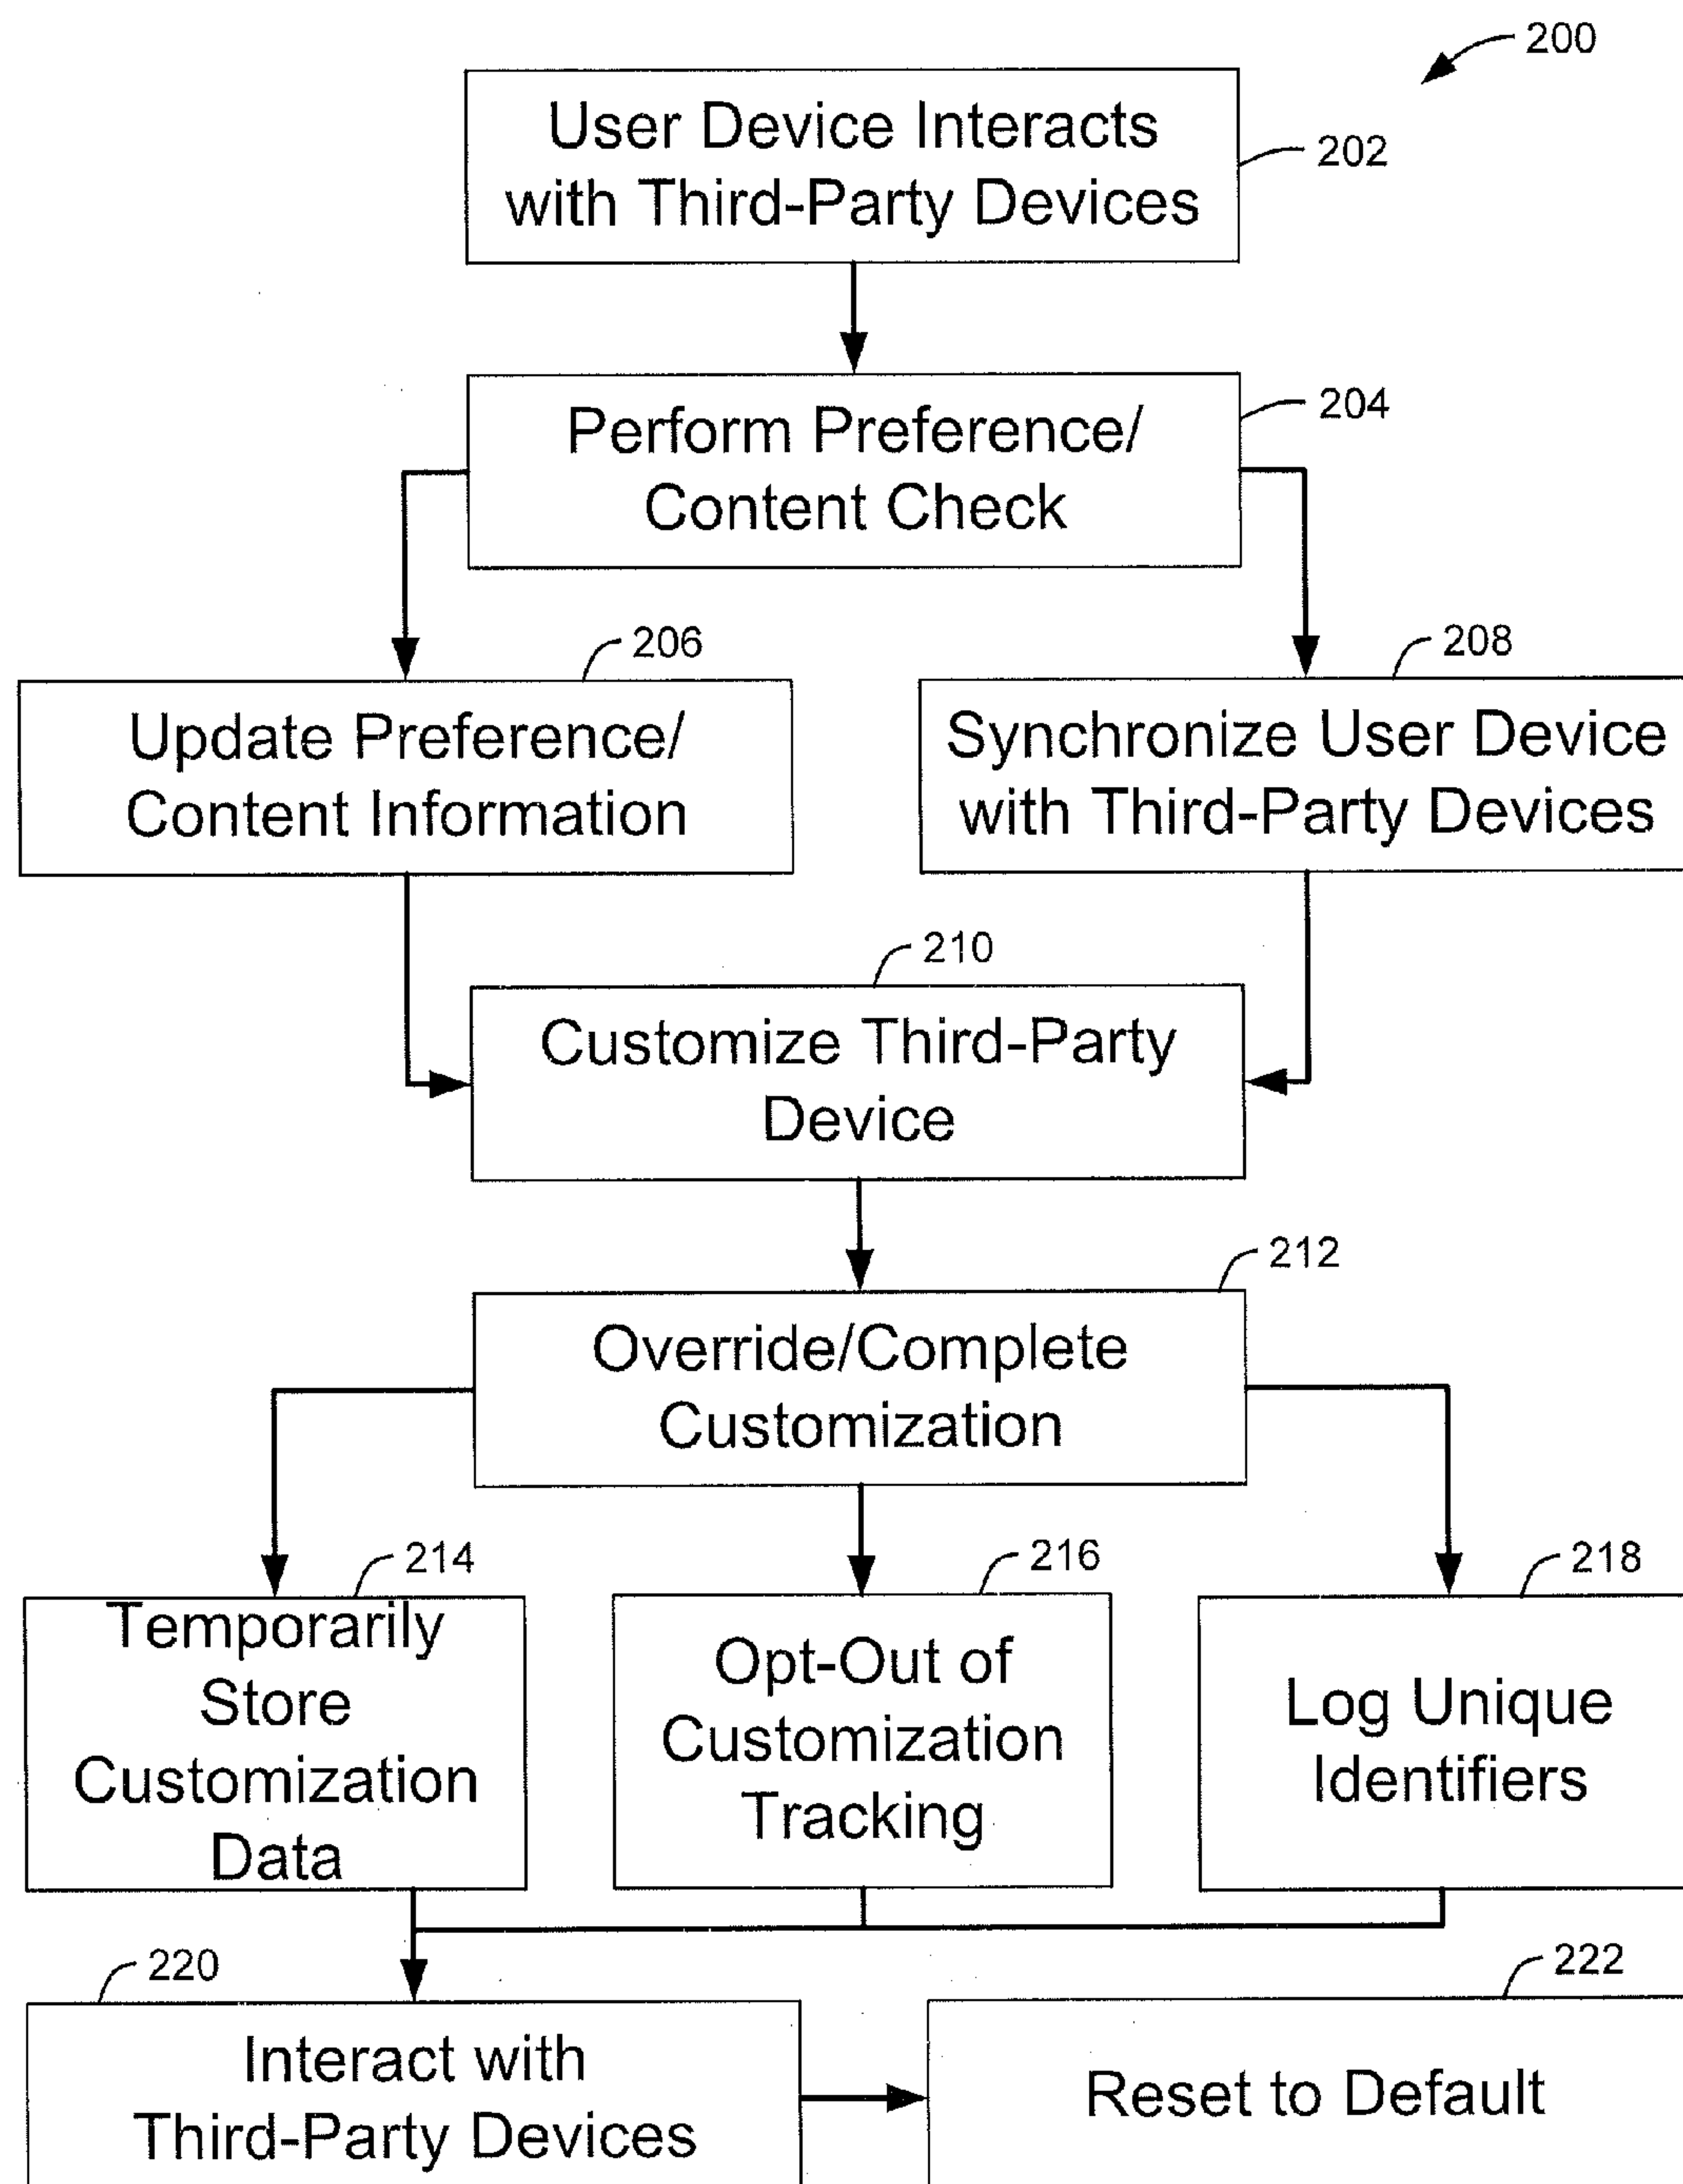 200
User Device Interacts
with Third-Party Devices
202
Perform Preference/
Content Check
204
206
Update Preference/
Content Information
208
Synchronize User Device
with Third-Party Devices
210
Customize Third-Party
Device
212
Override/Complete
Customization
214
Temporarily
Store
Customization
Data
216
Opt-Out of
Customization
Tracking
218
Log Unique
Identifiers
220
Interact with
Third-Party Devices
222
Reset to Default